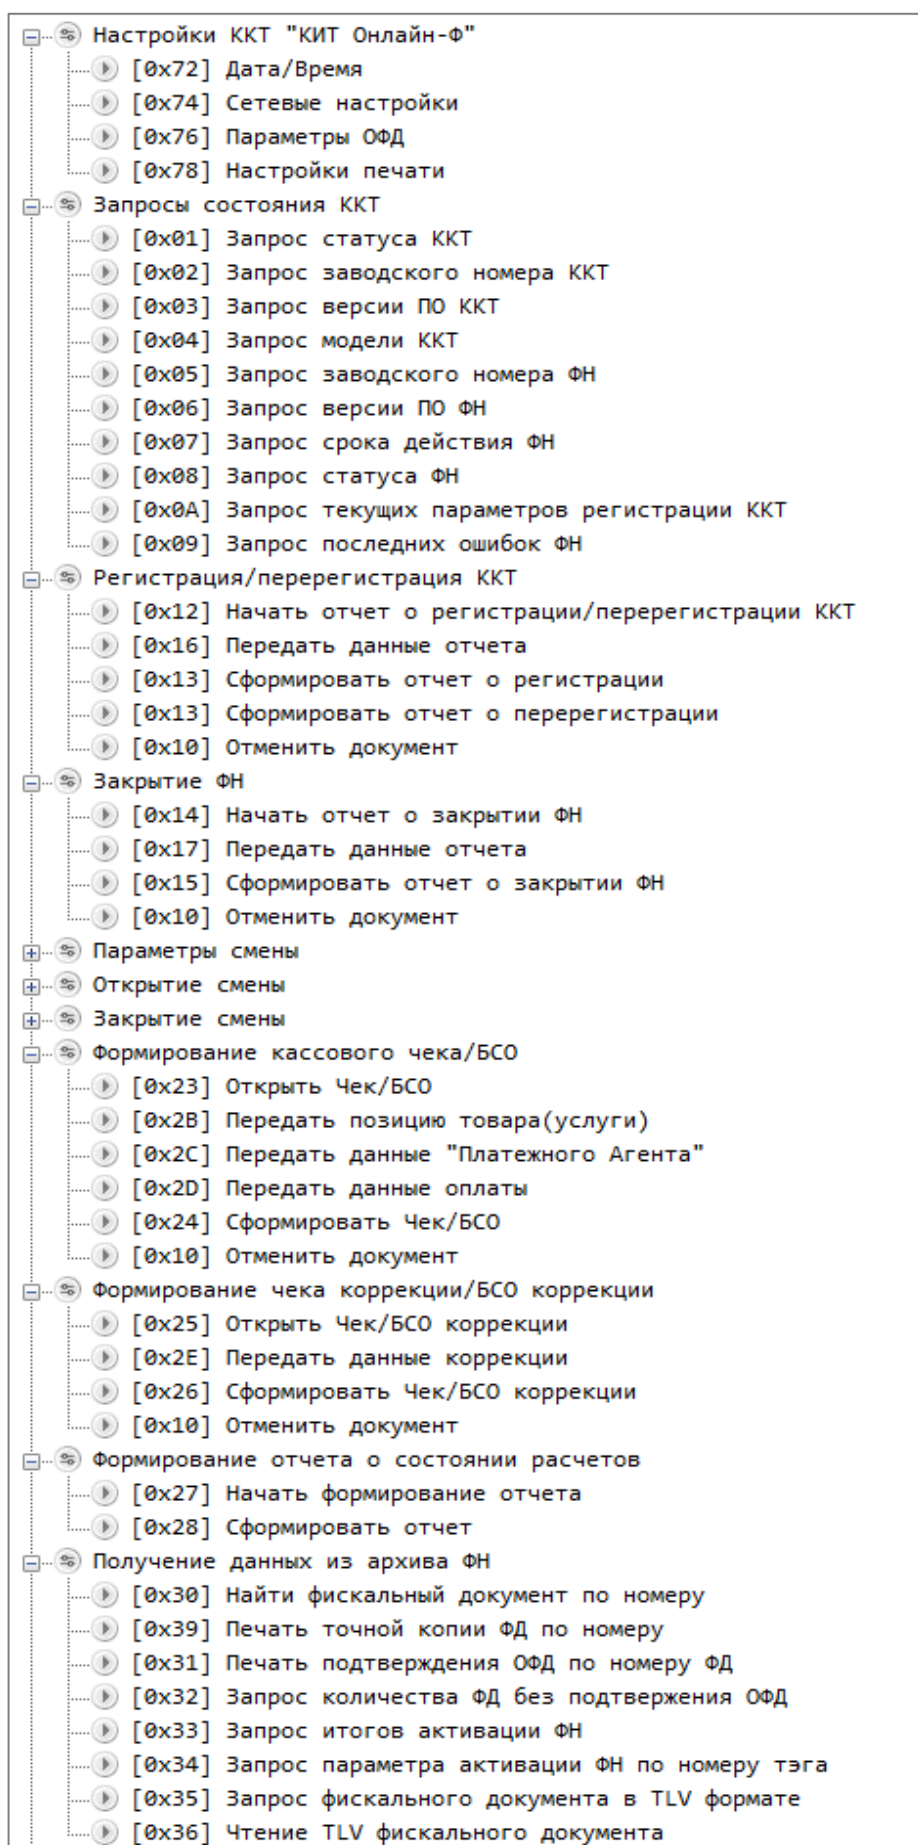 Настройки ККТ "КИТ Онлайн-Ф"
[0x72] Дата/Время
[0x74] Сетевые настройки
[0x76] Параметры ОФД
[0x78] Настройки печати
Запросы состояния ККТ
[0x01] Запрос статуса ККТ
[0x02] Запрос заводского номера ККТ
[0x03] Запрос версии ПО ККТ
[0x04] Запрос модели ККТ
[0x05] Запрос заводского номера ФН
[0x06] Запрос версии ПО ФН
[0x07] Запрос срока действия ФН
[0x08] Запрос статуса ФН
[0x0A] Запрос текущих параметров регистрации ККТ
[0x09] Запрос последних ошибок ФН
Регистрация/перерегистрация ККТ
[0x12] Начать отчет о регистрации/перерегистрации ККТ
[0x16] Передать данные отчета
[0x13] Сформировать отчет о регистрации
[0x13] Сформировать отчет о перерегистрации
[0x10] Отменить документ
Закрытие ФН
[0x14] Начать отчет о закрытии ФН
[0x17] Передать данные отчета
[0x15] Сформировать отчет о закрытии ФН
[0x10] Отменить документ
Параметры смены
Открытие смены
Закрытие смены
Формирование кассового чека/БСО
[0x23] Открыть Чек/БСО
[0x2B] Передать позицию товара(услуги)
[0x2C] Передать данные "Платежного Агента"
[0x2D] Передать данные оплаты
[0x24] Сформировать Чек/БСО
[0x10] Отменить документ
Формирование чека коррекции/БСО коррекции
[0x25] Открыть Чек/БСО коррекции
[0x2E] Передать данные коррекции
[0x26] Сформировать Чек/БСО коррекции
[0x10] Отменить документ
Формирование отчета о состоянии расчетов
[0x27] Начать формирование отчета
[0x28] Сформировать отчет
Получение данных из архива ФН
[0x30] Найти фискальный документ по номеру
[0x39] Печать точной копии ФД по номеру
[0x31] Печать подтверждения ОФД по номеру ФД
[0x32] Запрос количества ФД без подтвержения ОФД
[0x33] Запрос итогов активации ФН
[0x34] Запрос параметра активации ФН по номеру тэга
[0x35] Запрос фискального документа в TLV формате
[0x36] Чтение TLV фискального документа